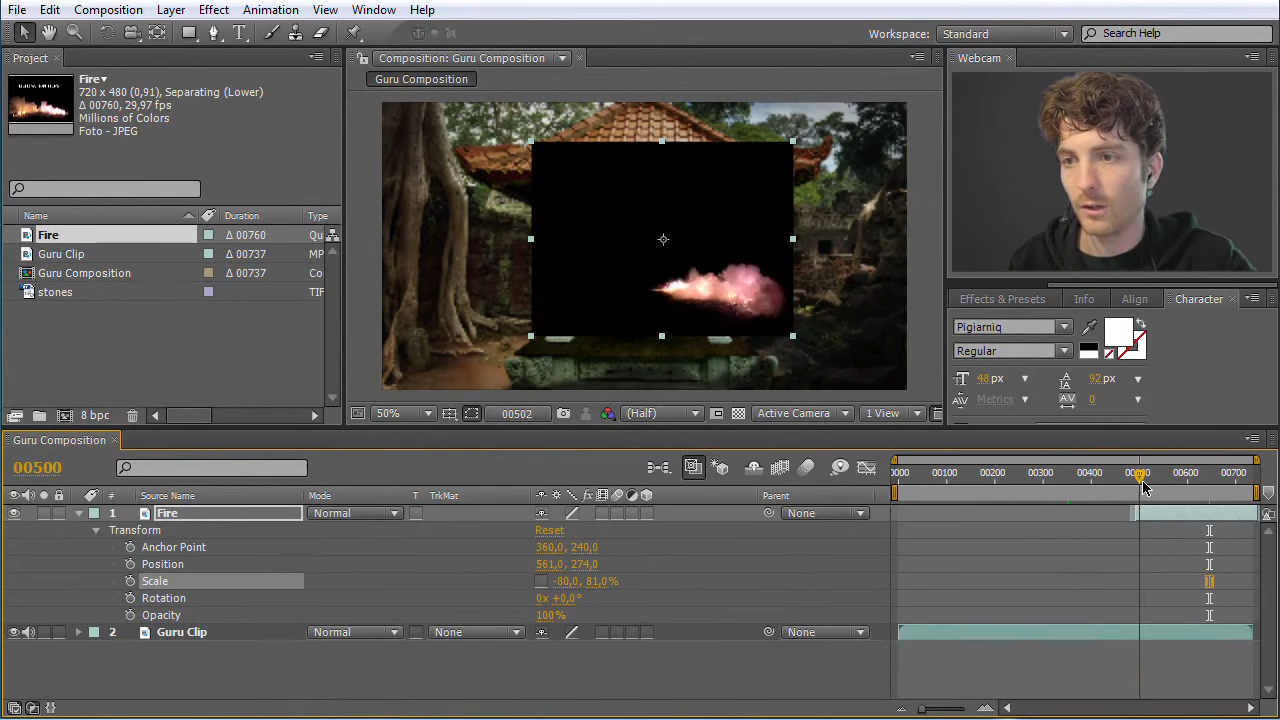 File Edit Composition Layer Effect Animation View Window Help
Workspace: Standard Search Help
Project
Fire▾
720 x 480 (0,91), Separating (Lower)
Δ 00760, 29,97 fps
Millions of Colors
Foto - JPEG
Name Duration Type
Fire Δ 00760 Qu
Guru Clip Δ 00737 MP
Guru Composition Δ 00737 Co
stones TIF
8 bpc
Composition: Guru Composition
Guru Composition
50% 00502 (Half) Active Camera 1 View
Webcam
Effects & Presets Info Align Character
Pigiarniq
Regular
48 px 92 px
Metrics 0
Guru Composition
00500
0000 00100 00200 00300 00400 00600 00700
# Source Name Mode T TrkMat fx Parent
1 Fire Normal None
Transform Reset
Anchor Point 360,0, 240,0
Position 561,0, 274,0
Scale -80,0, 81,0%
Rotation 0x +0,0°
Opacity 100%
2 Guru Clip Normal None None